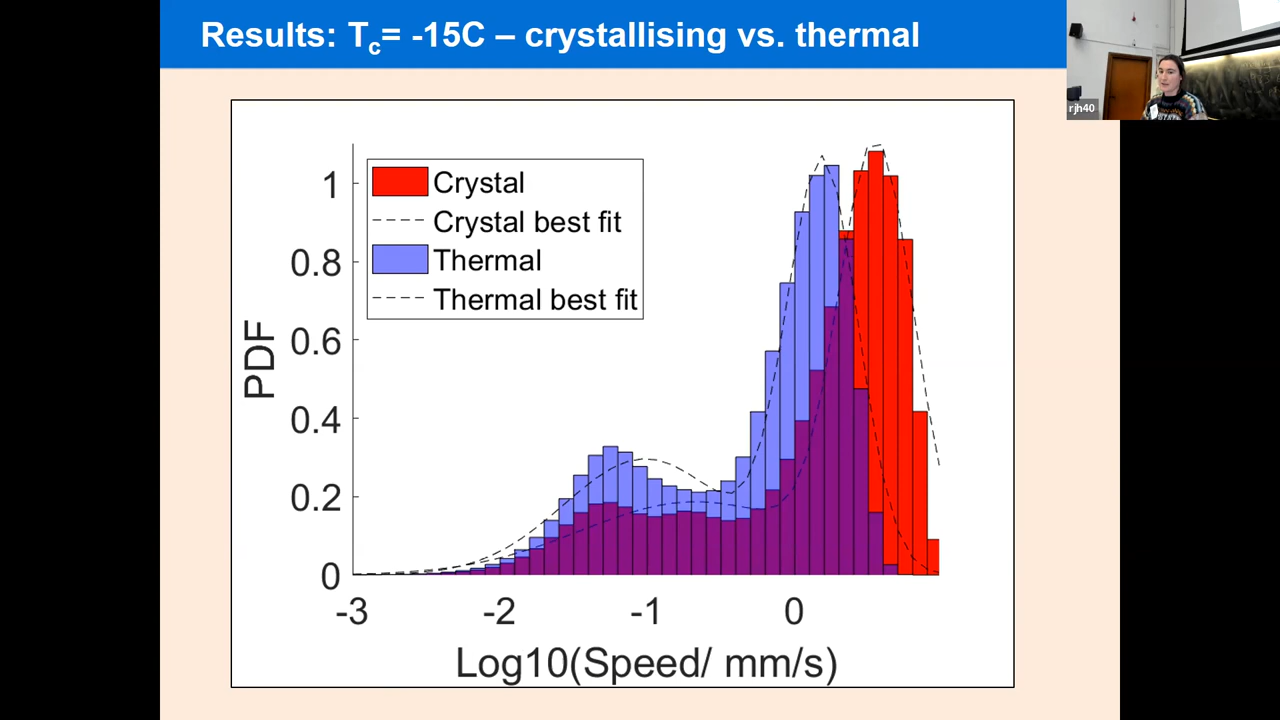 Results: Tc= -15C – crystallising vs. thermal
rjh40
Crystal
Crystal best fit
Thermal
Thermal best fit
1
0.8
0.6
0.4
0.2
0
PDF
-3 -2 -1 0
Log10(Speed/ mm/s)